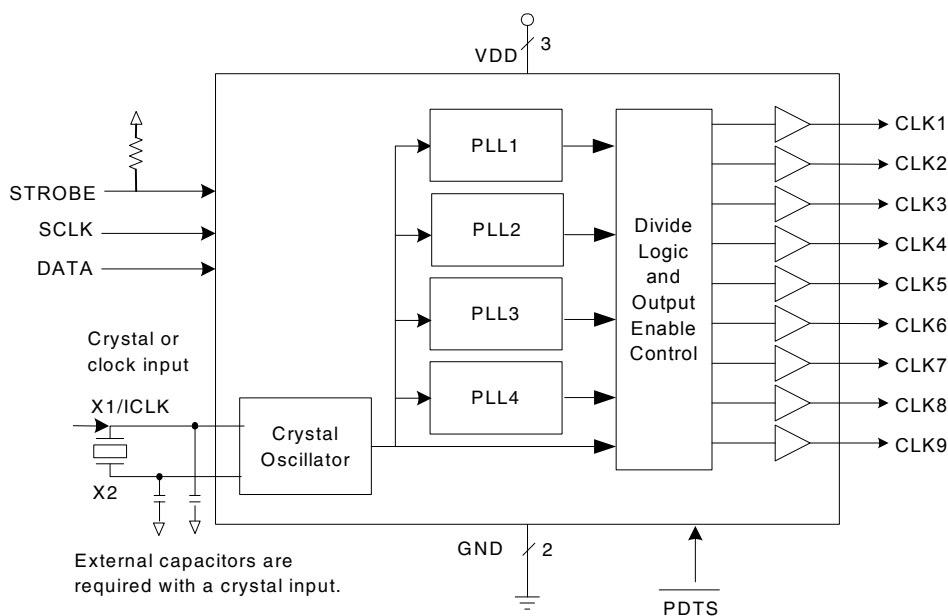 VDD
3
STROBE
SCLK
DATA
Crystal or
clock input
X1/ICLK
X2
External capacitors are
required with a crystal input.
Crystal
Oscillator
PLL1
PLL2
PLL3
PLL4
Divide
Logic
and
Output
Enable
Control
CLK1
CLK2
CLK3
CLK4
CLK5
CLK6
CLK7
CLK8
CLK9
GND
2
PDTS